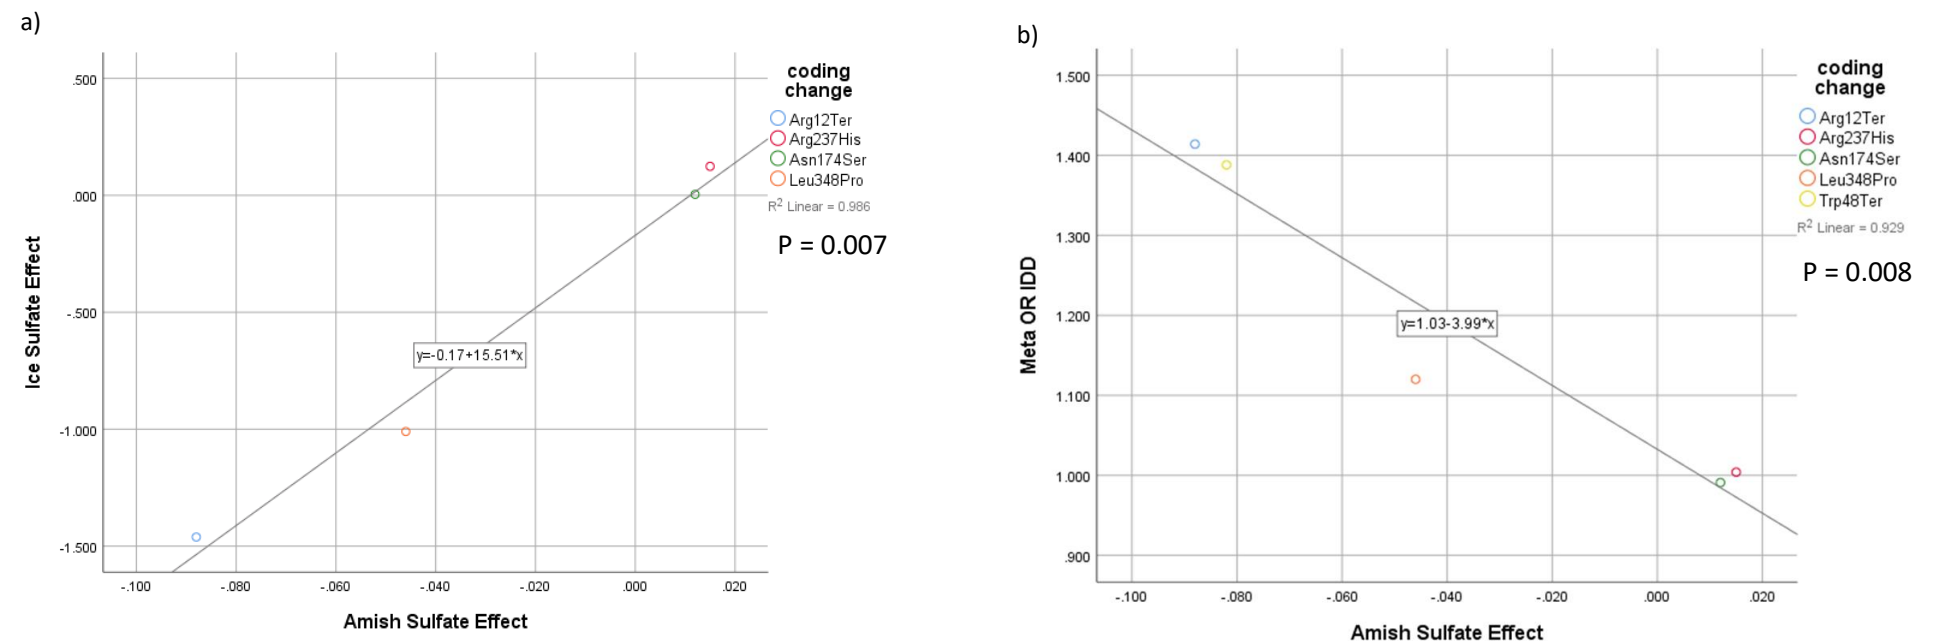 a)
.500
.000
-.500
-1.000
-1.500
Ice Sulfate Effect
y=-0.17+15.51*x
-.100 -.080 -.060 -.040 -.020 .000 .020
Amish Sulfate Effect
coding
change
Arg12Ter
Arg237His
Asn174Ser
Leu348Pro
R² Linear = 0.986
P = 0.007
b)
1.500
1.400
1.300
1.200
1.100
1.000
.900
Meta OR IDD
y=1.03-3.99*x
-.100 -.080 -.060 -.040 -.020 .000 .020
Amish Sulfate Effect
coding
change
Arg12Ter
Arg237His
Asn174Ser
Leu348Pro
Trp48Ter
R² Linear = 0.929
P = 0.008